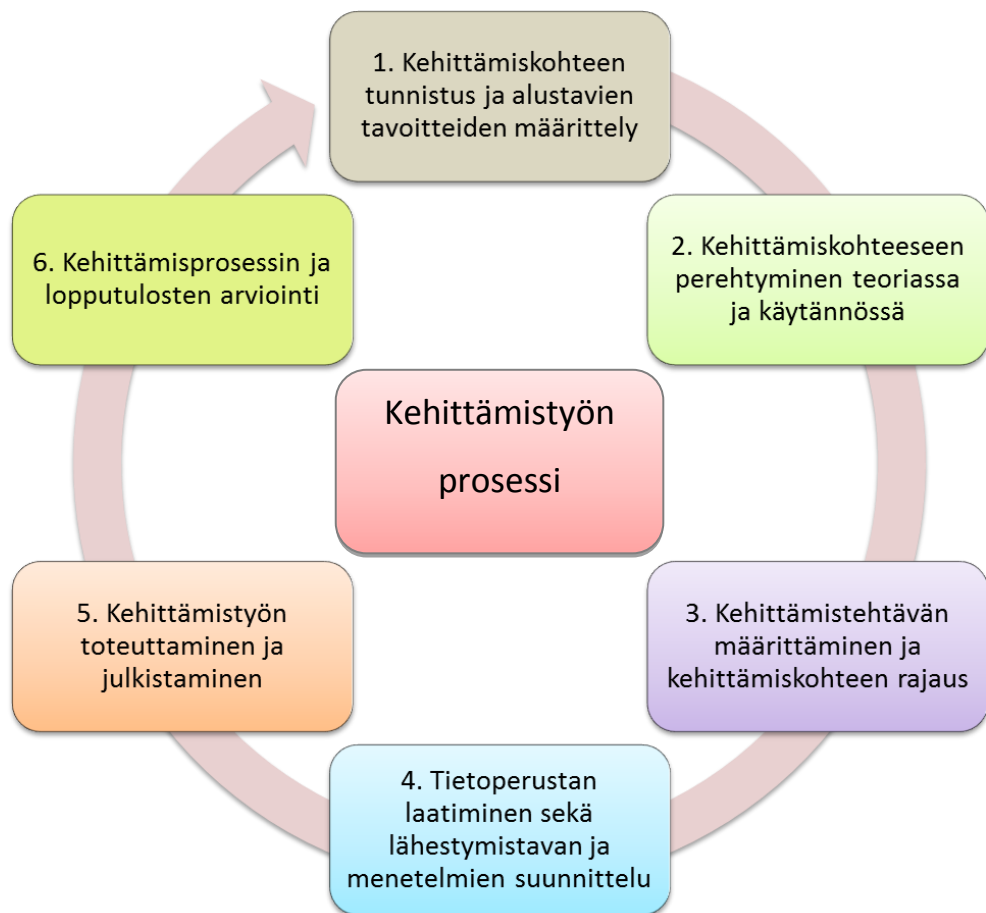 1. Kehittämiskohteen
tunnistus ja alustavien
tavoitteiden määrittely
2. Kehittämiskohteeseen
perehtyminen teoriassa
ja käytännössä
3. Kehittämistehtävän
määrittäminen ja
kehittämiskohteen rajaus
4. Tietoperustan
laatiminen sekä
lähestymistavan ja
menetelmien suunnittelu
5. Kehittämistyön
toteuttaminen ja
julkistaminen
6. Kehittämisprosessin ja
lopputulosten arviointi
Kehittämistyön
prosessi